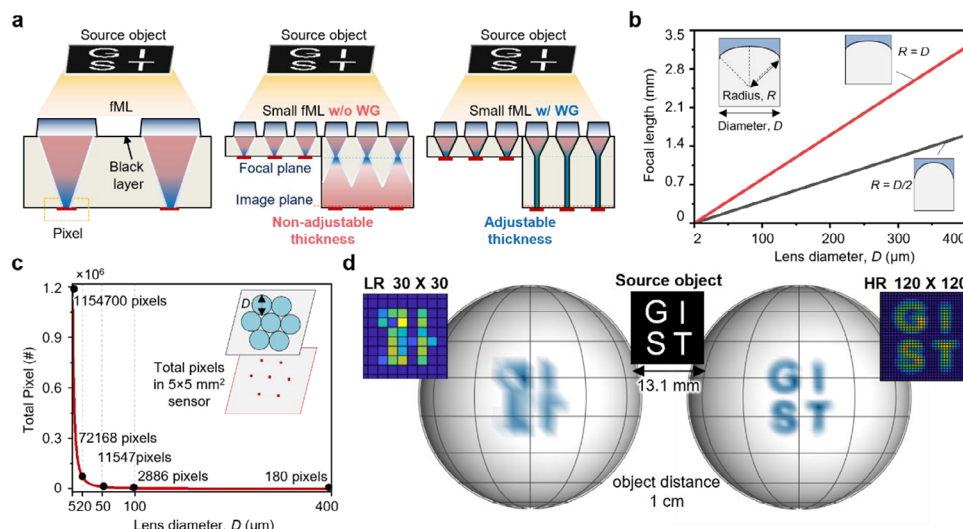 a
Source object
G I
S T
fML
Black
layer
Pixel
Source object
G I
S T
Small fML w/o WG
Focal plane
Image plane
Non-adjustable
thickness
Source object
G I
S T
Small fML w/ WG
Adjustable
thickness
b
Focal length (mm)
3.5
2.8
2.1
1.4
0.7
0
2 100 200 300 400
Lens diameter, D (μm)
Radius, R
Diameter, D
R = D
R = D/2
c
×10⁶
Total Pixel (#)
1.2
0.9
0.6
0.3
0
1154700 pixels
72168 pixels
11547 pixels
2886 pixels
180 pixels
D
Total pixels
in 5×5 mm²
sensor
520 50 100 400
Lens diameter, D (μm)
d
LR 30 X 30
Source object
G I
S T
13.1 mm
HR 120 X 120
G I
S T
G I
S T
object distance
1 cm